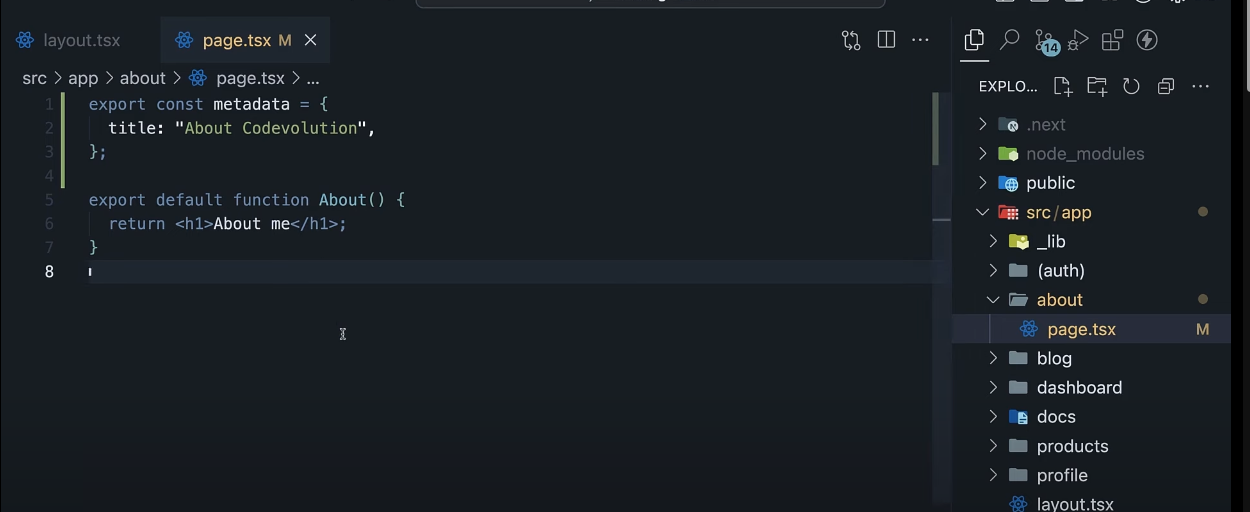 layout.tsx
page.tsx M
src > app > about > page.tsx > ...
1 export const metadata = {
2 title: "About Codevolution",
3 };
4
5 export default function About() {
6 return <h1>About me</h1>;
7 }
8
14
EXPLO...
.next
node_modules
public
src/app
_lib
(auth)
about
page.tsx M
blog
dashboard
docs
products
profile
layout.tsx